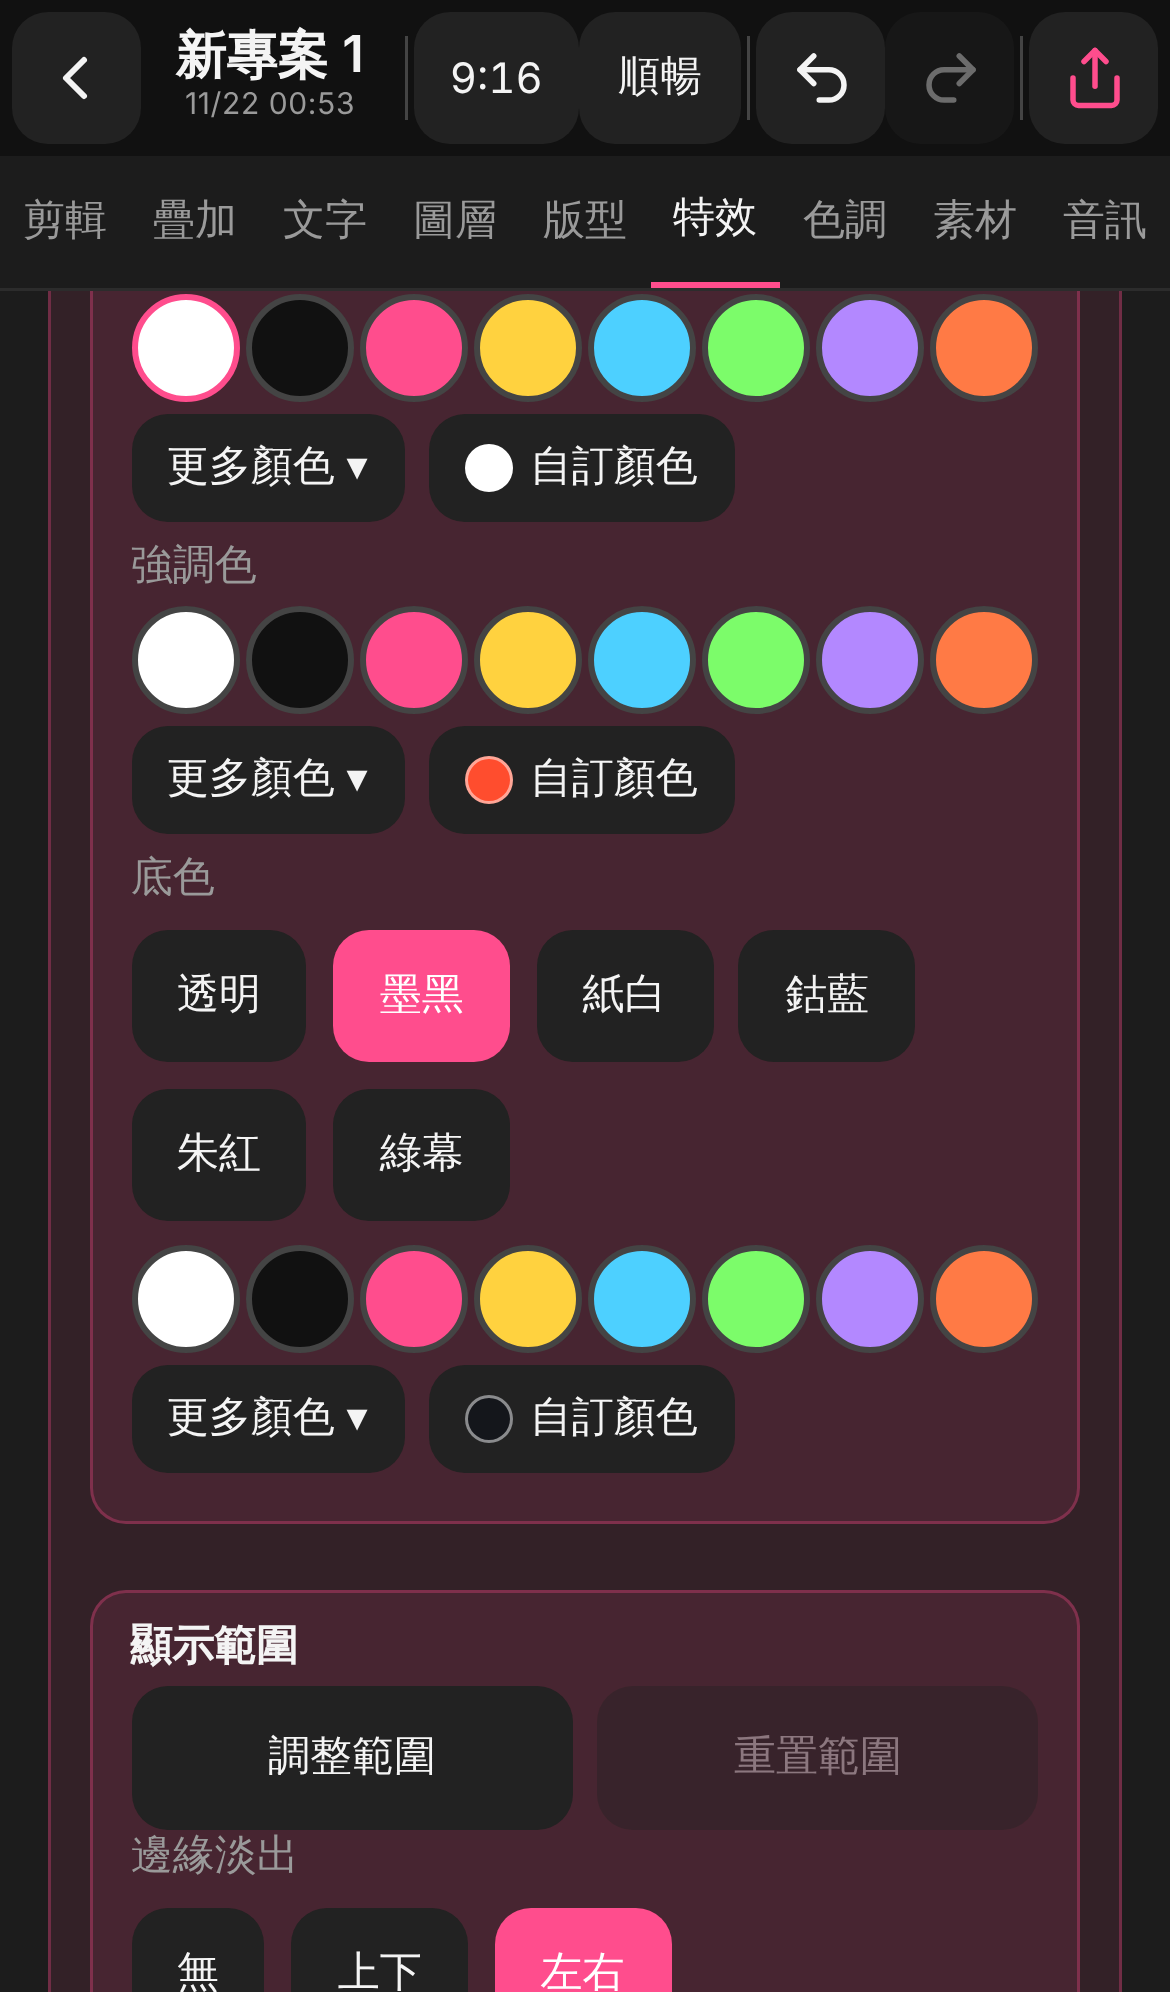 新專案 1
11/22 00:53
9:16
順暢
剪輯 疊加 文字 圖層 版型 特效 色調 素材 音訊
更多顏色 ▾ 自訂顏色
強調色
更多顏色 ▾ 自訂顏色
底色
透明 墨黑 紙白 鈷藍
朱紅 綠幕
更多顏色 ▾ 自訂顏色
顯示範圍
調整範圍 重置範圍
邊緣淡出
無 上下 左右